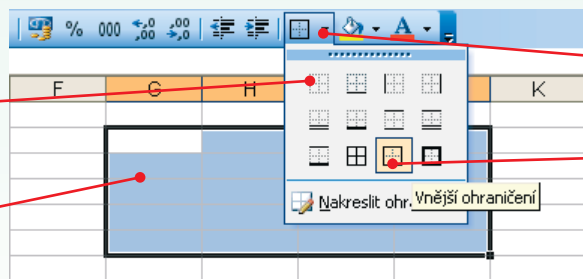 % 000 ,00 ,0 A
F G H K
Nakreslit ohr
Vnější ohraničení